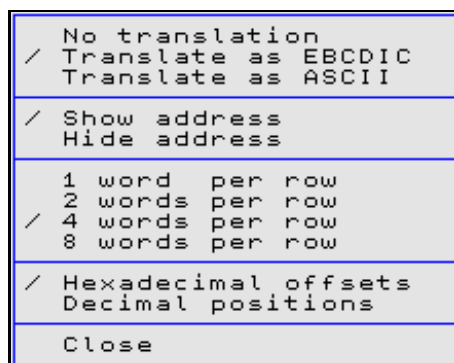 No translation
/ Translate as EBCDIC
Translate as ASCII
/ Show address
Hide address
1 word per row
2 words per row
/ 4 words per row
8 words per row
/ Hexadecimal offsets
Decimal positions
Close